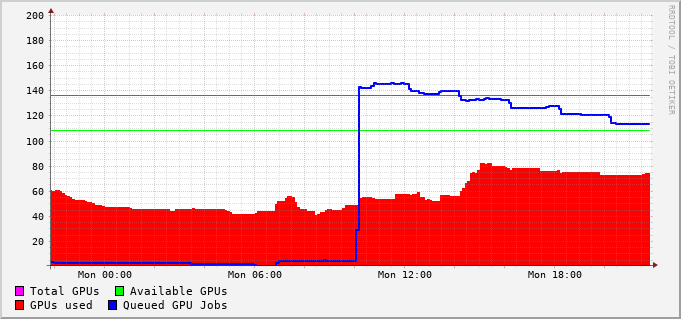 200
180
160
140
120
100
80
60
40
20
Mon 00:00 Mon 06:00 Mon 12:00 Mon 18:00
Total GPUs Available GPUs
GPUs used Queued GPU Jobs
RRDTOOL / TOBI OETIKER